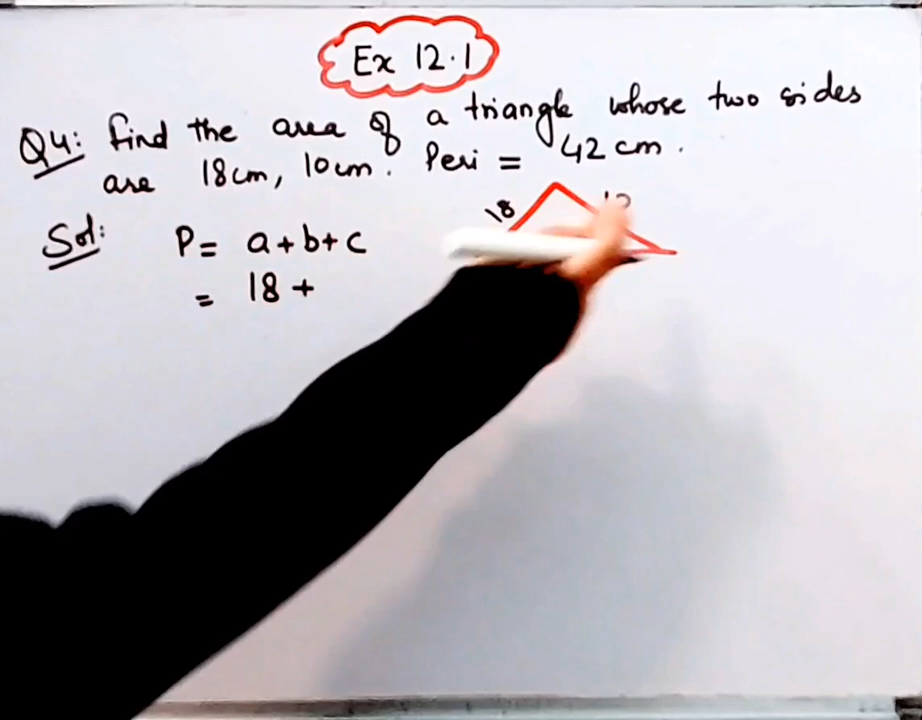 Ex 12.1
Q4: Find the area of a triangle whose two sides
are 18cm, 10cm. Peri = 42 cm.
Sol: P = a+b+c
= 18 +
18